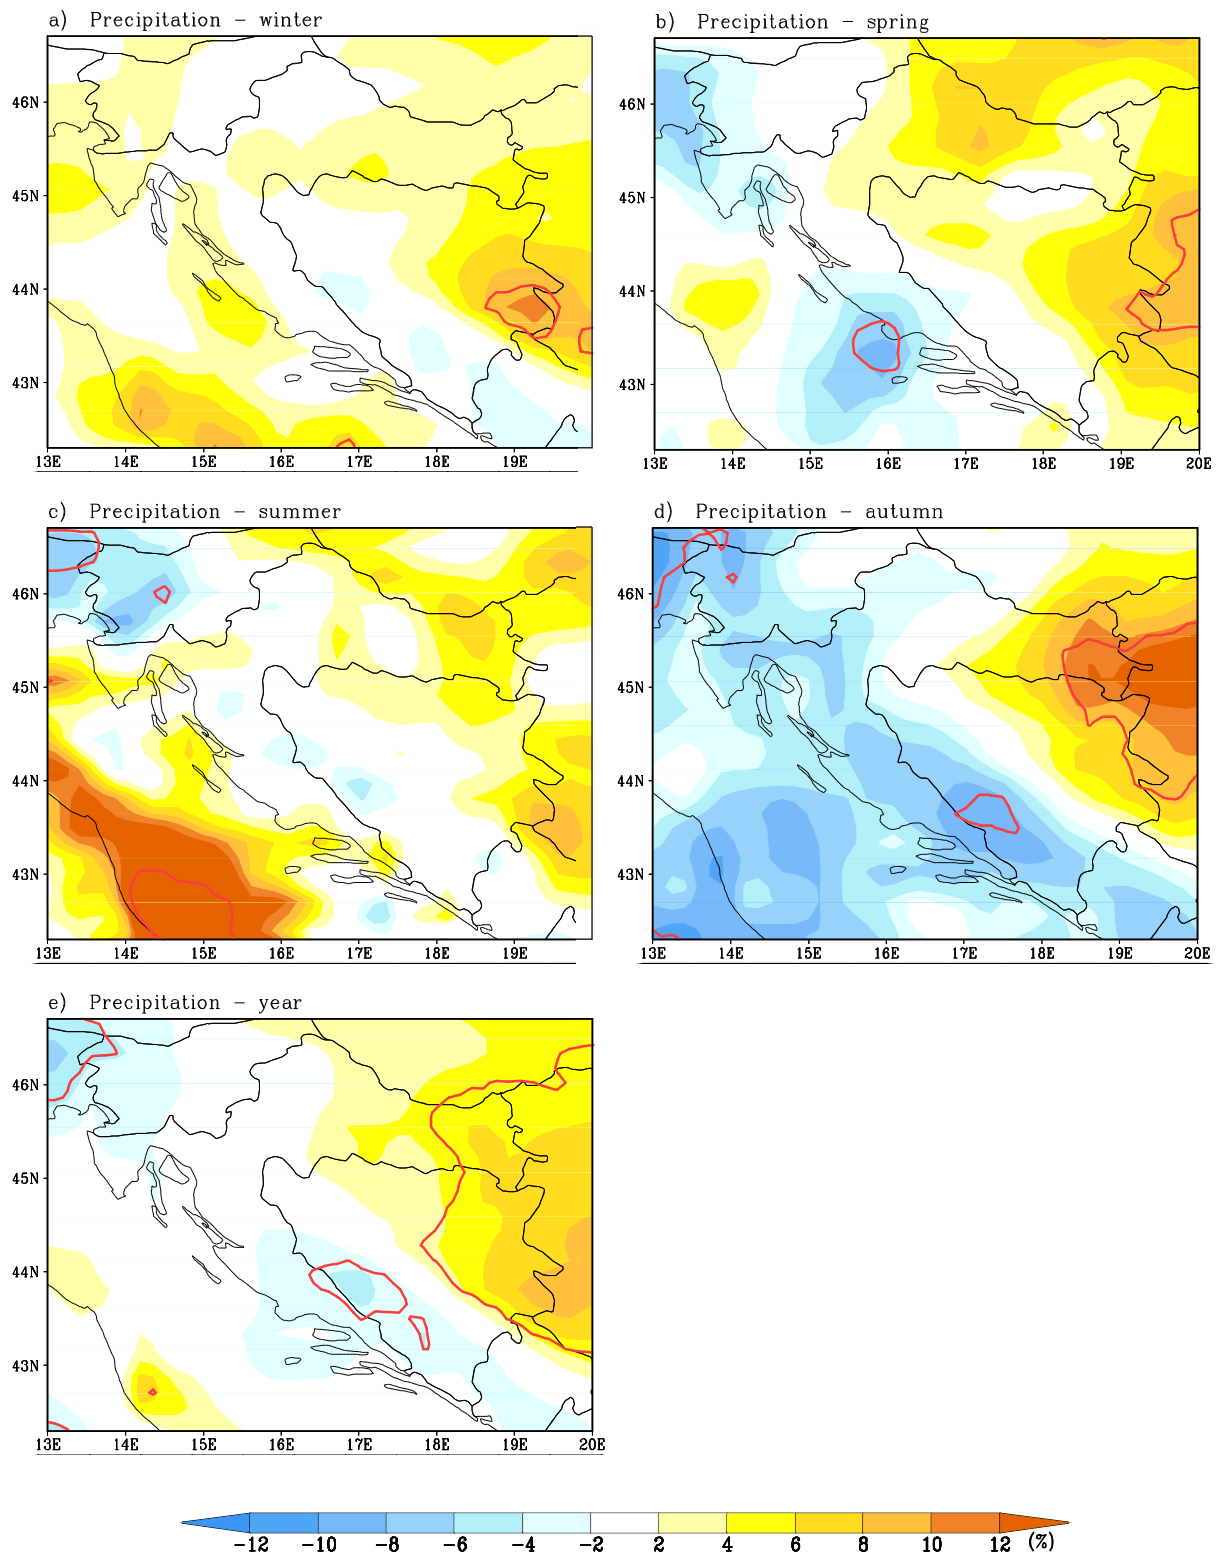 a) Precipitation – winter
46N
45N
44N
43N
13E 14E 15E 16E 17E 18E 19E
b) Precipitation – spring
46N
45N
44N
43N
13E 14E 15E 16E 17E 18E 19E 20E
c) Precipitation – summer
46N
45N
44N
43N
13E 14E 15E 16E 17E 18E 19E
d) Precipitation – autumn
46N
45N
44N
43N
13E 14E 15E 16E 17E 18E 19E 20E
e) Precipitation – year
46N
45N
44N
43N
13E 14E 15E 16E 17E 18E 19E 20E
-12 -10 -8 -6 -4 -2 2 4 6 8 10 12 (%)